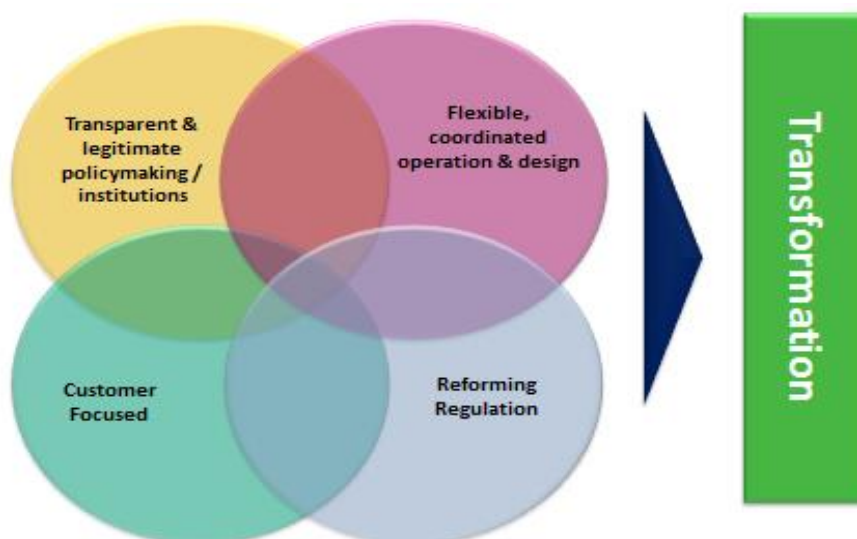 Transparent &
legitimate
policymaking /
institutions
Flexible,
coordinated
operation & design
Customer
Focused
Reforming
Regulation
Transformation